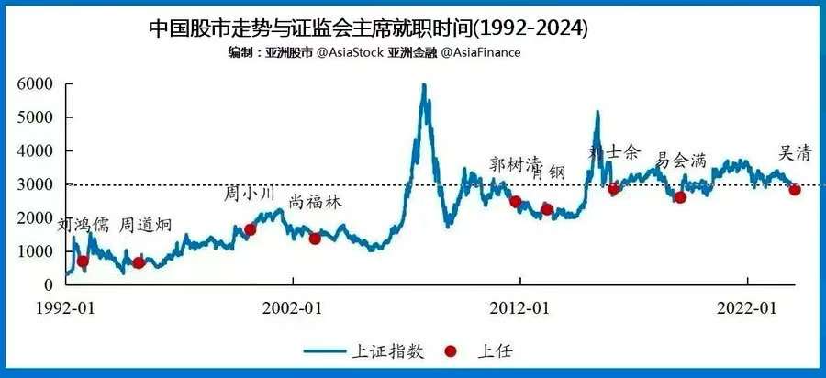 中国股市走势与证监会主席就职时间(1992-2024)
编制：亚洲股市 @AsiaStock 亚洲金融 @AsiaFinance
6000
5000
4000
3000
2000
1000
0
刘鸿儒
周道炯
周小川
尚福林
郭树清
肖钢
刘士余
易会满
吴清
1992-01
2002-01
2012-01
2022-01
上证指数
上任